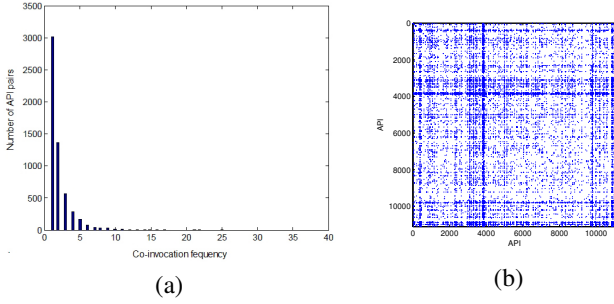 3500
3000
2500
2000
1500
1000
500
0
Number of API pairs
0 5 10 15 20 25 30 35 40
Co-invocation fequency
(a)
0
2000
4000
6000
8000
10000
API
0 2000 4000 6000 8000 10000
API
(b)